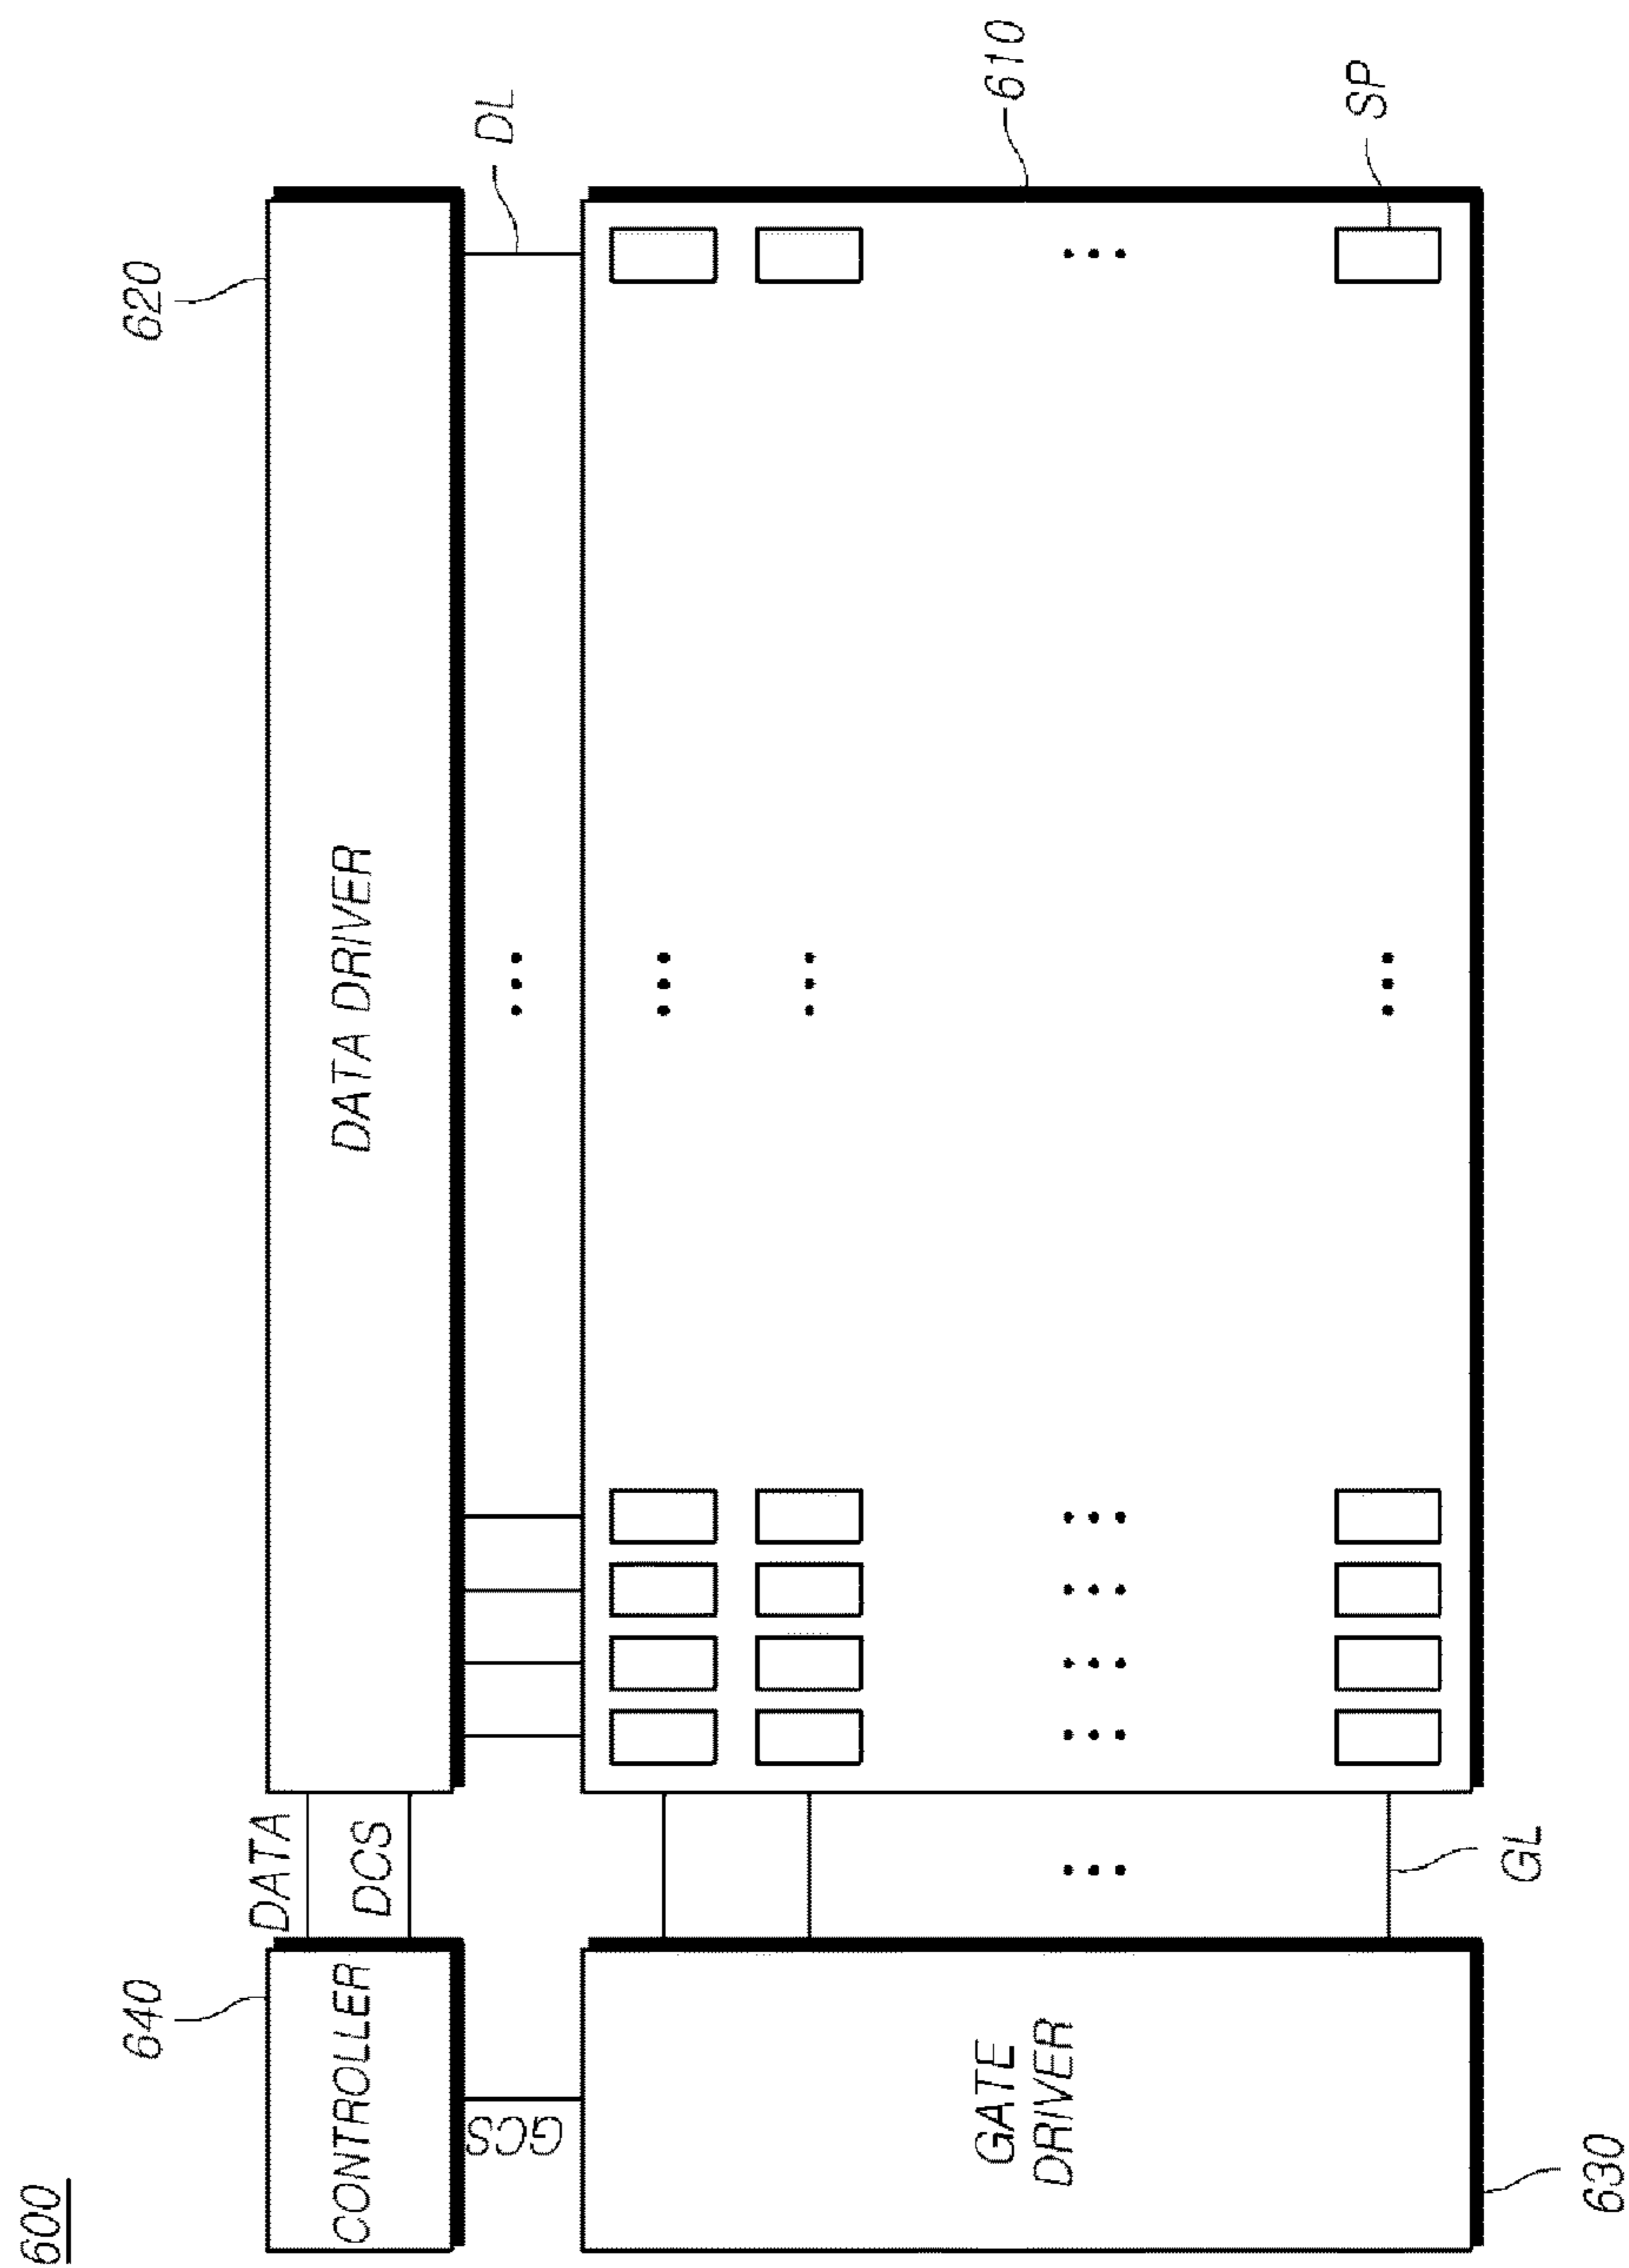 600
640
620
CONTROLLER
DATA
DCS
DATA DRIVER
GCS
DL
GATE
DRIVER
610
SP
GL
630